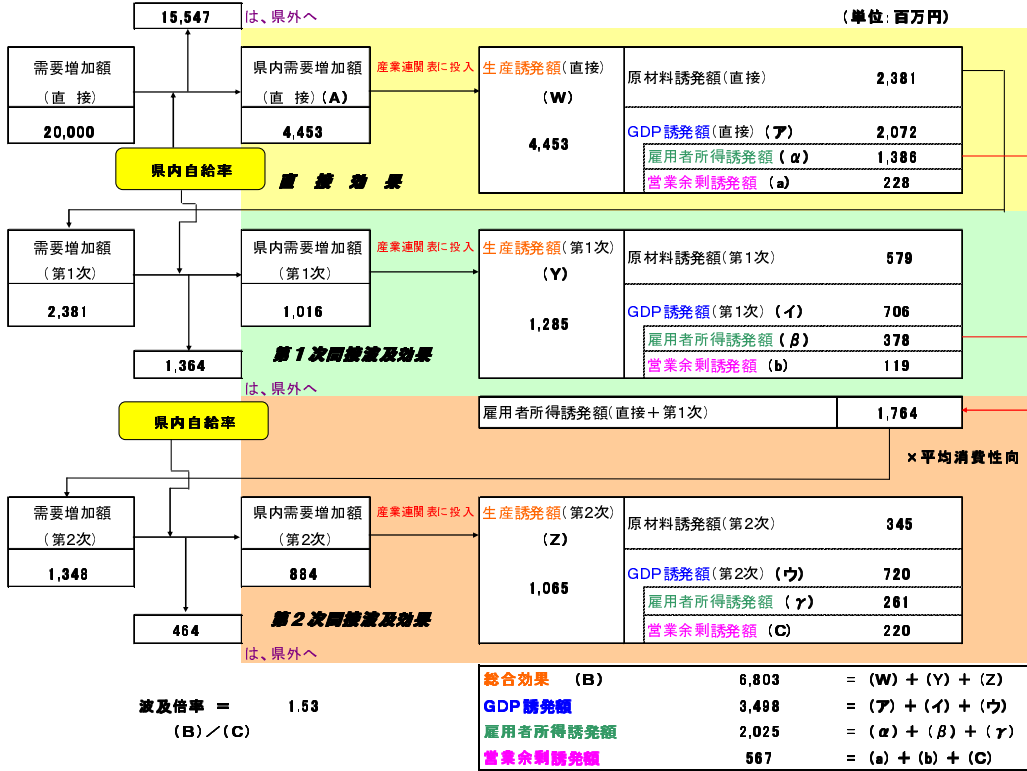 15,547
は、県外へ
(単位:百万円)
需要増加額
(直 接)
20,000
県内需要増加額
(直 接)(A)
4,453
産業連関表に投入
生産誘発額(直接)
(W)
4,453
原材料誘発額(直接)
2,381
GDP誘発額(直接)(ア)
2,072
雇用者所得誘発額(α)
1,386
営業余剰誘発額(a)
228
県内自給率
直 接 効 果
需要増加額
(第1次)
2,381
県内需要増加額
(第1次)
1,016
産業連関表に投入
生産誘発額(第1次)
(Y)
1,285
原材料誘発額(第1次)
579
GDP誘発額(第1次)(イ)
706
雇用者所得誘発額(β)
378
営業余剰誘発額(b)
119
1,364
は、県外へ
第1次間接波及効果
県内自給率
雇用者所得誘発額(直接+第1次)
1,764
×平均消費性向
需要増加額
(第2次)
1,348
県内需要増加額
(第2次)
884
産業連関表に投入
生産誘発額(第2次)
(Z)
1,065
原材料誘発額(第2次)
345
GDP誘発額(第2次)(ウ)
720
雇用者所得誘発額(γ)
261
営業余剰誘発額(C)
220
464
は、県外へ
第2次間接波及効果
波及倍率 = 1.53
(B)/(C)
総合効果 (B) 6,803 =(W)+(Y)+(Z)
GDP誘発額 3,498 =(ア)+(イ)+(ウ)
雇用者所得誘発額 2,025 =(α)+(β)+(γ)
営業余剰誘発額 567 =(a)+(b)+(C)